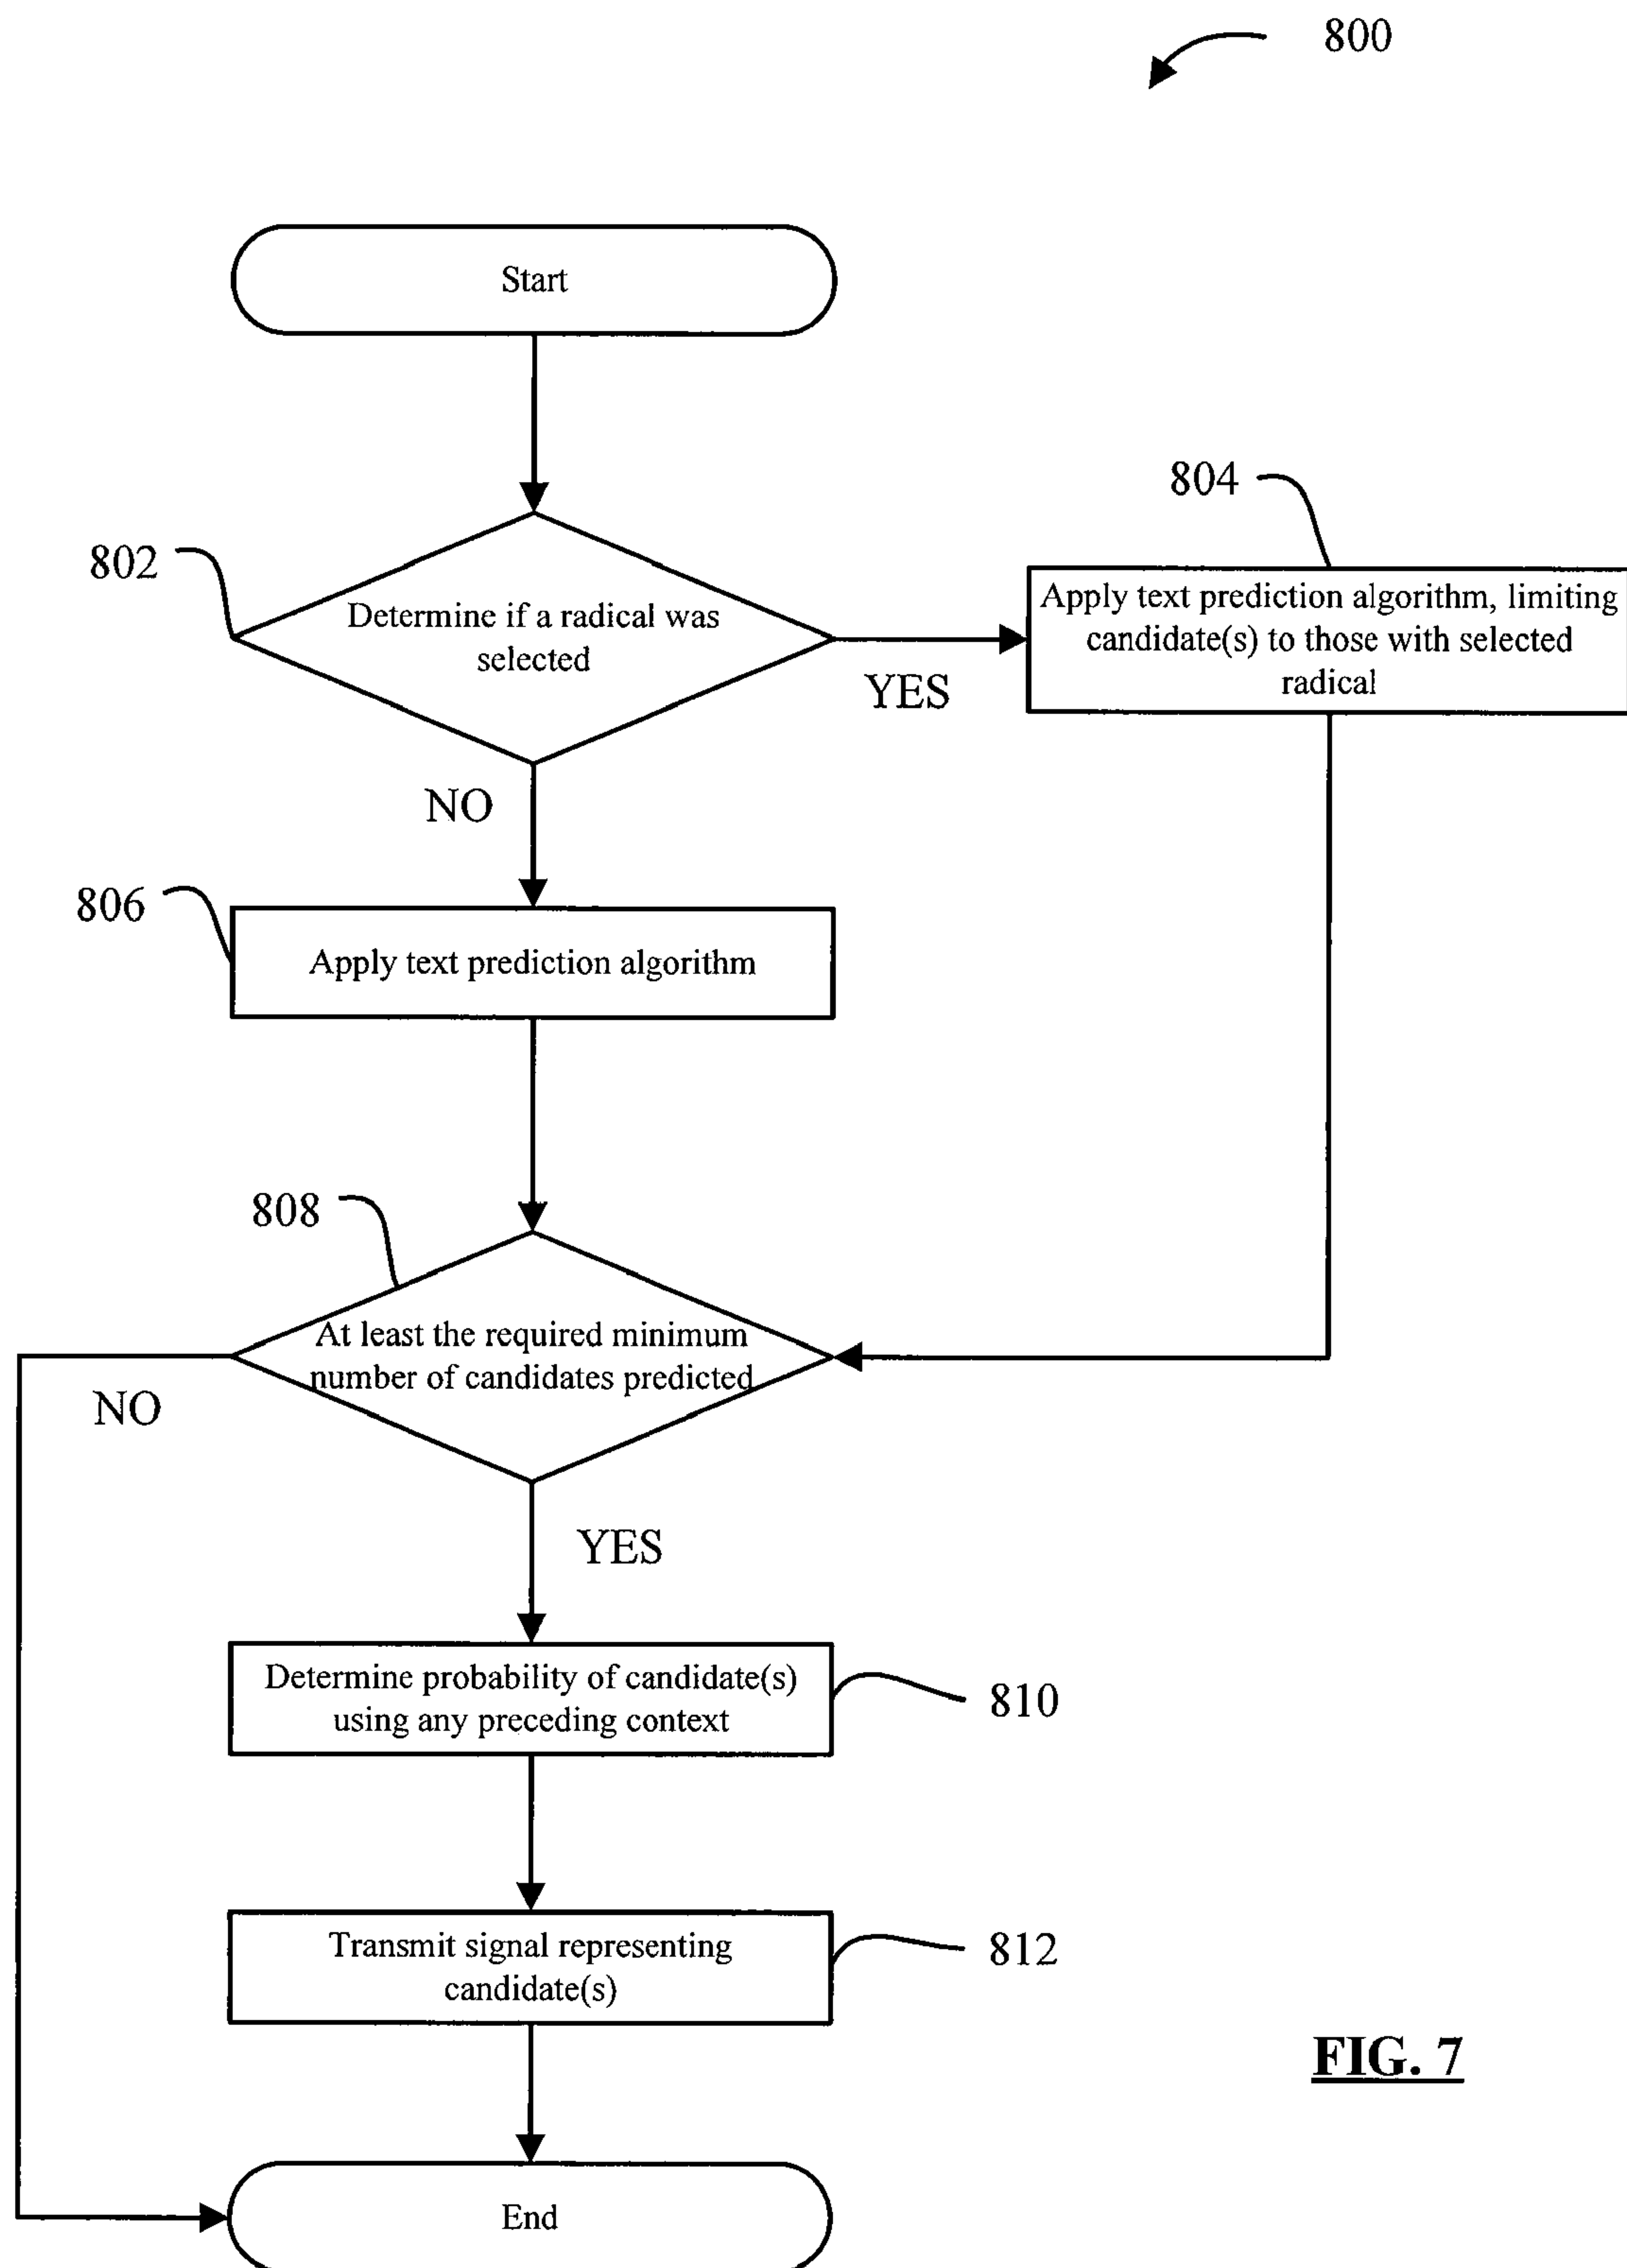 800
Start
802
Determine if a radical was
selected
YES
804
Apply text prediction algorithm, limiting
candidate(s) to those with selected
radical
NO
806
Apply text prediction algorithm
808
At least the required minimum
number of candidates predicted
NO
YES
Determine probability of candidate(s)
using any preceding context
810
Transmit signal representing
candidate(s)
812
FIG. 7
End